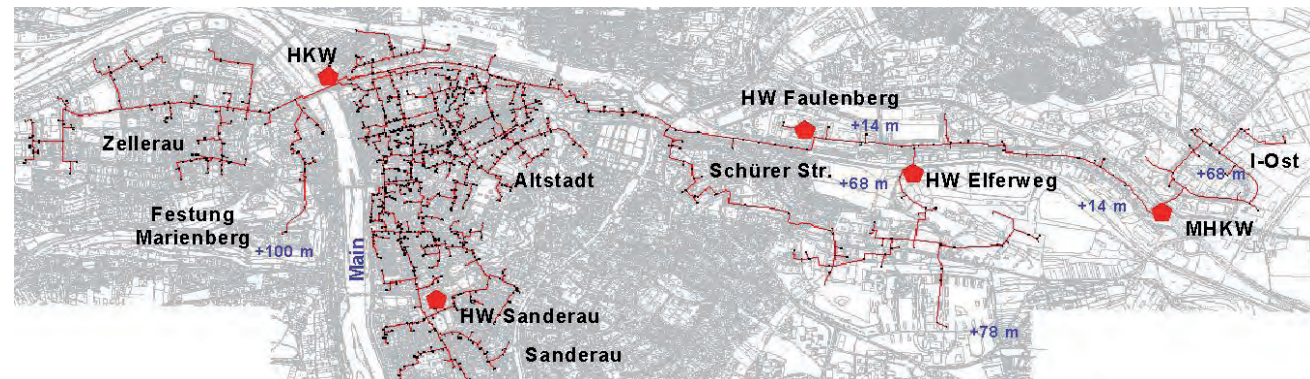 HKW
HW Faulenberg
+14 m
Zellerau
Schürer Str.
I-Ost
Altstadt
+68 m
HW Elferweg
+68 m
Festung
Marienberg
+14 m
MHKW
+100 m
Main
HW Sanderau
+78 m
Sanderau